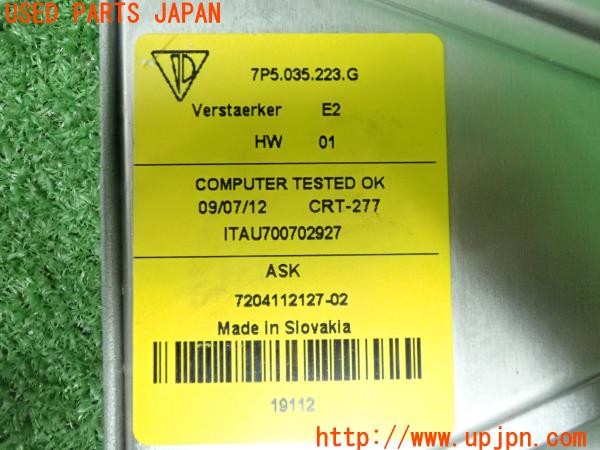 USED PARTS JAPAN
7P5.035.223.G
Verstaerker E2
HW 01
COMPUTER TESTED OK
09/07/12 CRT-277
ITAU700702927
ASK
7204112127-02
Made in Slovakia
19112
http://www.upjpn.com/